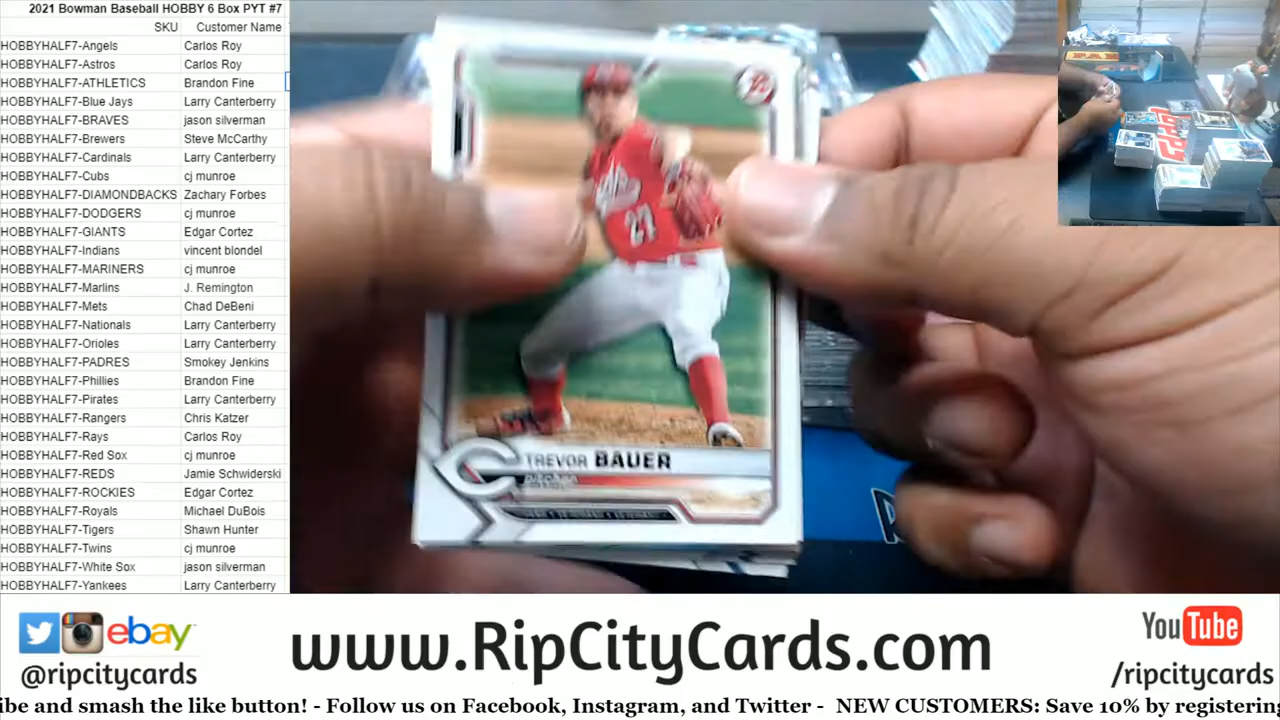 2021 Bowman Baseball HOBBY 6 Box PYT #7
SKU Customer Name
HOBBYHALF7-Angels Carlos Roy
HOBBYHALF7-Astros Carlos Roy
HOBBYHALF7-ATHLETICS Brandon Fine
HOBBYHALF7-Blue Jays Larry Canterberry
HOBBYHALF7-BRAVES jason silverman
HOBBYHALF7-Brewers Steve McCarthy
HOBBYHALF7-Cardinals Larry Canterberry
HOBBYHALF7-Cubs cj munroe
HOBBYHALF7-DIAMONDBACKS Zachary Forbes
HOBBYHALF7-DODGERS cj munroe
HOBBYHALF7-GIANTS Edgar Cortez
HOBBYHALF7-Indians vincent blondel
HOBBYHALF7-MARINERS cj munroe
HOBBYHALF7-Marlins J. Remington
HOBBYHALF7-Mets Chad DeBeni
HOBBYHALF7-Nationals Larry Canterberry
HOBBYHALF7-Orioles Larry Canterberry
HOBBYHALF7-PADRES Smokey Jenkins
HOBBYHALF7-Phillies Brandon Fine
HOBBYHALF7-Pirates Larry Canterberry
HOBBYHALF7-Rangers Chris Katzer
HOBBYHALF7-Rays Carlos Roy
HOBBYHALF7-Red Sox cj munroe
HOBBYHALF7-REDS Jamie Schwiderski
HOBBYHALF7-ROCKIES Edgar Cortez
HOBBYHALF7-Royals Michael DuBois
HOBBYHALF7-Tigers Shawn Hunter
HOBBYHALF7-Twins cj munroe
HOBBYHALF7-White Sox jason silverman
HOBBYHALF7-Yankees Larry Canterberry
27
TREVOR BAUER
topps
ebay
@ripcitycards
www.RipCityCards.com
YouTube
/ripcitycards
ibe and smash the like button! - Follow us on Facebook, Instagram, and Twitter - NEW CUSTOMERS: Save 10% by registering